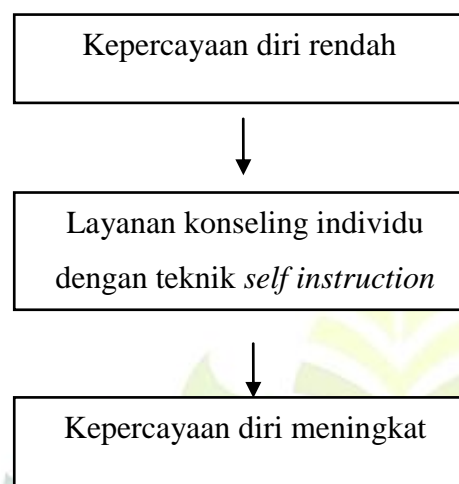 Kepercayaan diri rendah
Layanan konseling individu
dengan teknik self instruction
Kepercayaan diri meningkat